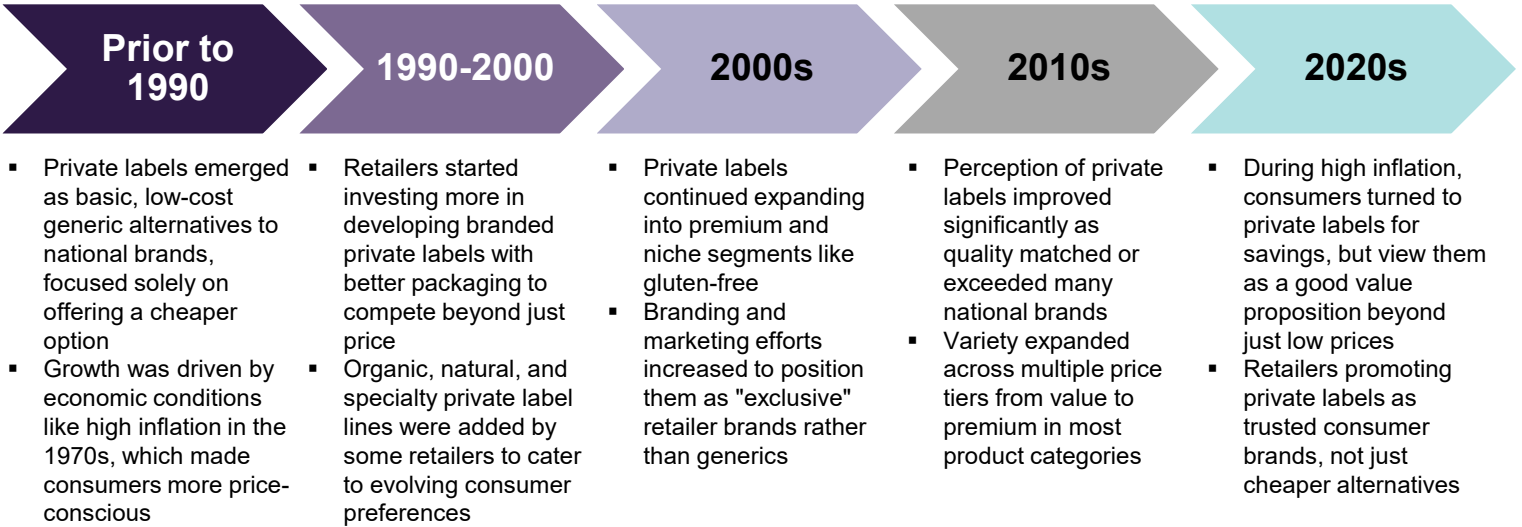 Prior to
1990
1990-2000
2000s
2010s
2020s
▪ Private labels emerged
as basic, low-cost
generic alternatives to
national brands,
focused solely on
offering a cheaper
option
▪ Growth was driven by
economic conditions
like high inflation in the
1970s, which made
consumers more price-
conscious
▪ Retailers started
investing more in
developing branded
private labels with
better packaging to
compete beyond just
price
▪ Organic, natural, and
specialty private label
lines were added by
some retailers to cater
to evolving consumer
preferences
▪ Private labels
continued expanding
into premium and
niche segments like
gluten-free
▪ Branding and
marketing efforts
increased to position
them as "exclusive"
retailer brands rather
than generics
▪ Perception of private
labels improved
significantly as
quality matched or
exceeded many
national brands
▪ Variety expanded
across multiple price
tiers from value to
premium in most
product categories
▪ During high inflation,
consumers turned to
private labels for
savings, but view them
as a good value
proposition beyond
just low prices
▪ Retailers promoting
private labels as
trusted consumer
brands, not just
cheaper alternatives